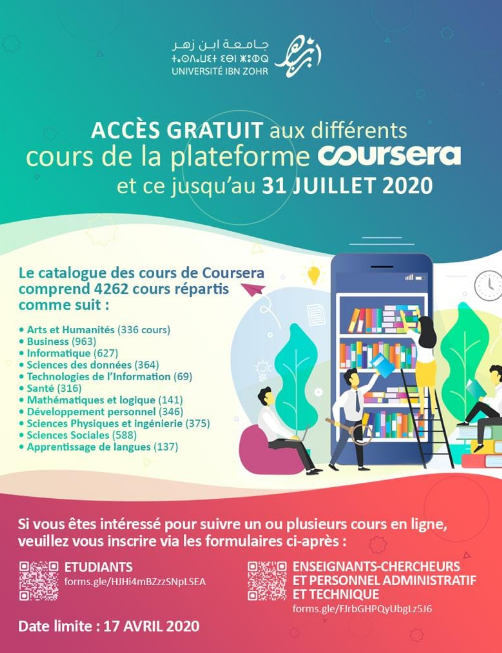 جامعة ابن زهر
ⵜⴰⵙⴷⴰⵡⵉⵜ ⵉⴱⵏ ⵣⵓⵀⵔ
UNIVERSITÉ IBN ZOHR
ACCÈS GRATUIT aux différents
cours de la plateforme coursera
et ce jusqu'au 31 JUILLET 2020
Le catalogue des cours de Coursera
comprend 4262 cours répartis
comme suit :
• Arts et Humanités (336 cours)
• Business (963)
• Informatique (627)
• Sciences des données (364)
• Technologies de l'Information (69)
• Santé (316)
• Mathématiques et logique (141)
• Développement personnel (346)
• Sciences Physiques et ingénierie (375)
• Sciences Sociales (588)
• Apprentissage de langues (137)
Si vous êtes intéressé pour suivre un ou plusieurs cours en ligne,
veuillez vous inscrire via les formulaires ci-après :
ETUDIANTS
forms.gle/HJHi4mBZzzSNpLSEA
ENSEIGNANTS-CHERCHEURS
ET PERSONNEL ADMINISTRATIF
ET TECHNIQUE
forms.gle/FJrbGHPQyUbgLz5J6
Date limite : 17 AVRIL 2020